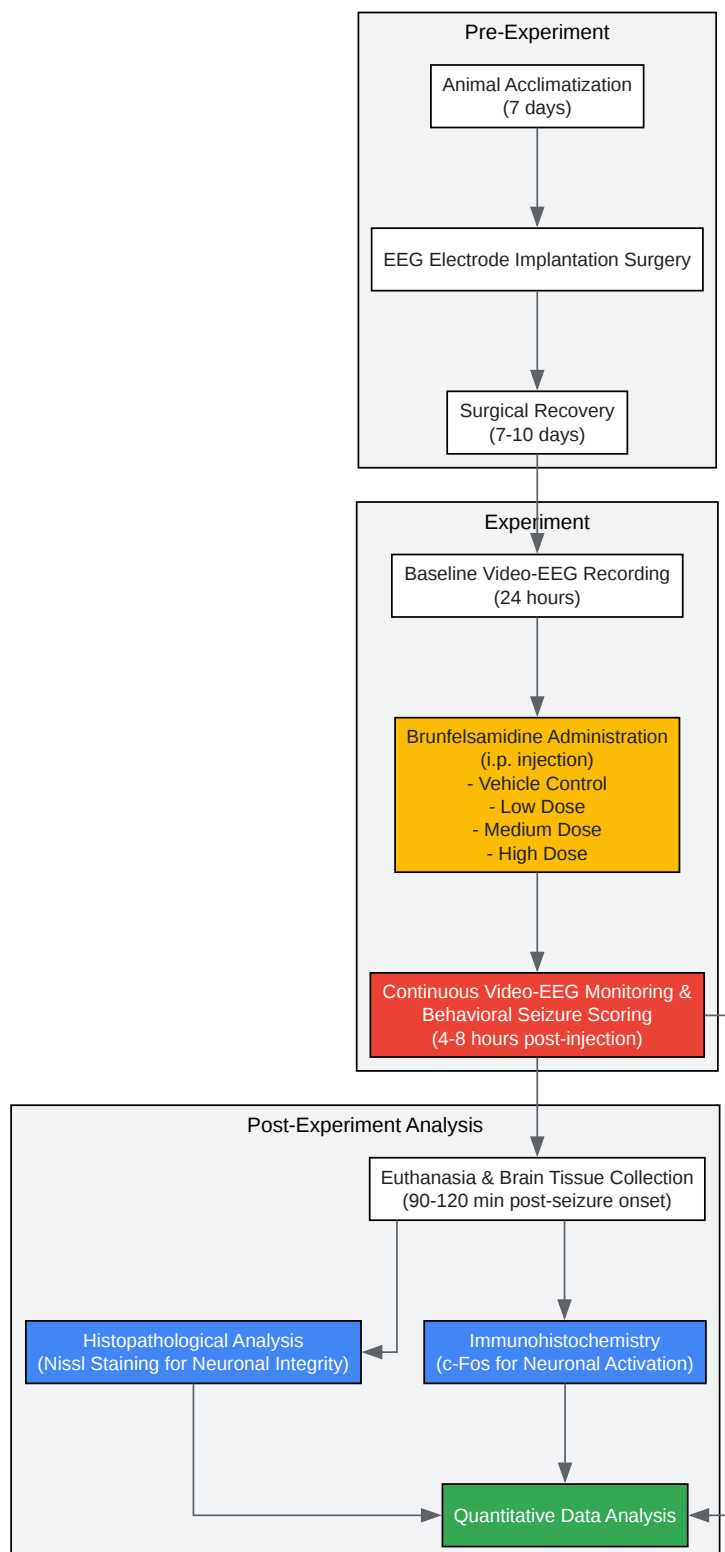 Pre-Experiment
Animal Acclimatization
(7 days)
EEG Electrode Implantation Surgery
Surgical Recovery
(7-10 days)
Experiment
Baseline Video-EEG Recording
(24 hours)
Brunfelsamidine Administration
(i.p. injection)
- Vehicle Control
- Low Dose
- Medium Dose
- High Dose
Continuous Video-EEG Monitoring &
Behavioral Seizure Scoring
(4-8 hours post-injection)
Post-Experiment Analysis
Euthanasia & Brain Tissue Collection
(90-120 min post-seizure onset)
Histopathological Analysis
(Nissl Staining for Neuronal Integrity)
Immunohistochemistry
(c-Fos for Neuronal Activation)
Quantitative Data Analysis